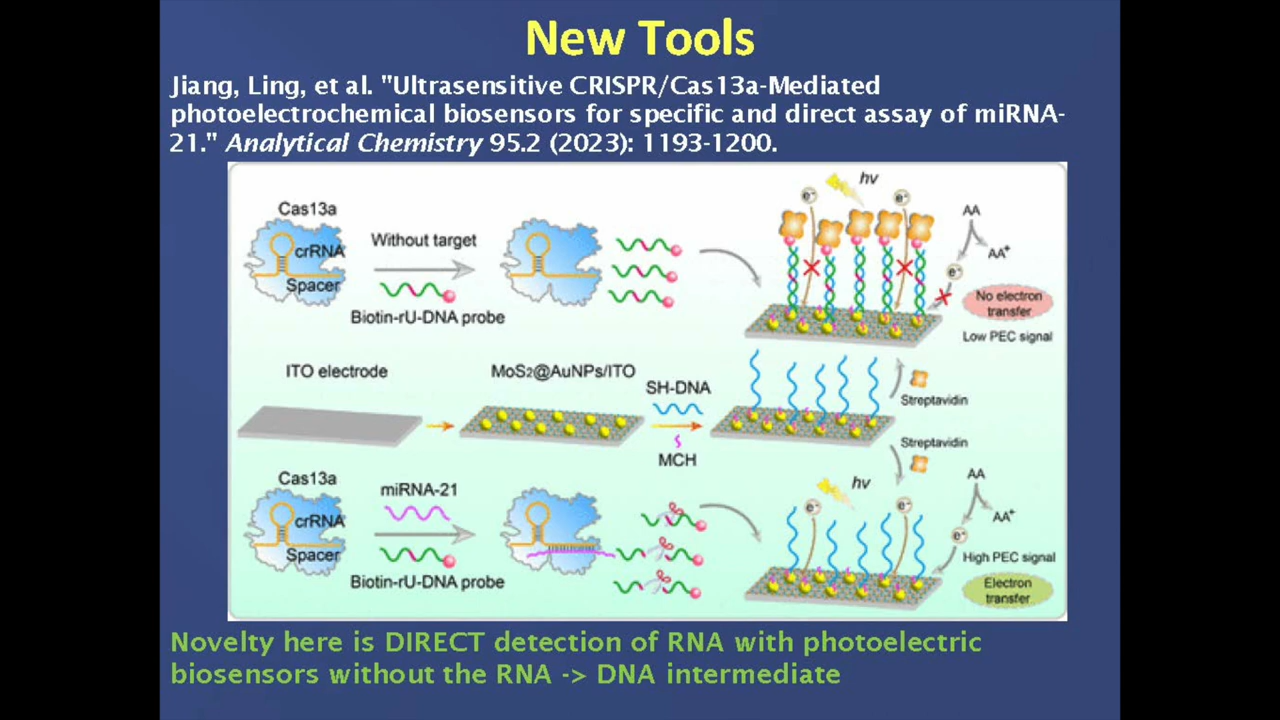 New Tools
Jiang, Ling, et al. "Ultrasensitive CRISPR/Cas13a-Mediated
photoelectrochemical biosensors for specific and direct assay of miRNA-
21." Analytical Chemistry 95.2 (2023): 1193-1200.
Cas13a
crRNA
Spacer
Without target
Biotin-rU-DNA probe
hv
e⁻
e⁻
AA
AA⁺
e⁻
No electron
transfer
Low PEC signal
ITO electrode
MoS2@AuNPs/ITO
SH-DNA
MCH
Streptavidin
Streptavidin
Cas13a
crRNA
Spacer
miRNA-21
Biotin-rU-DNA probe
hv
e⁻
e⁻
AA
AA⁺
e⁻
High PEC signal
Electron
transfer
Novelty here is DIRECT detection of RNA with photoelectric
biosensors without the RNA -> DNA intermediate